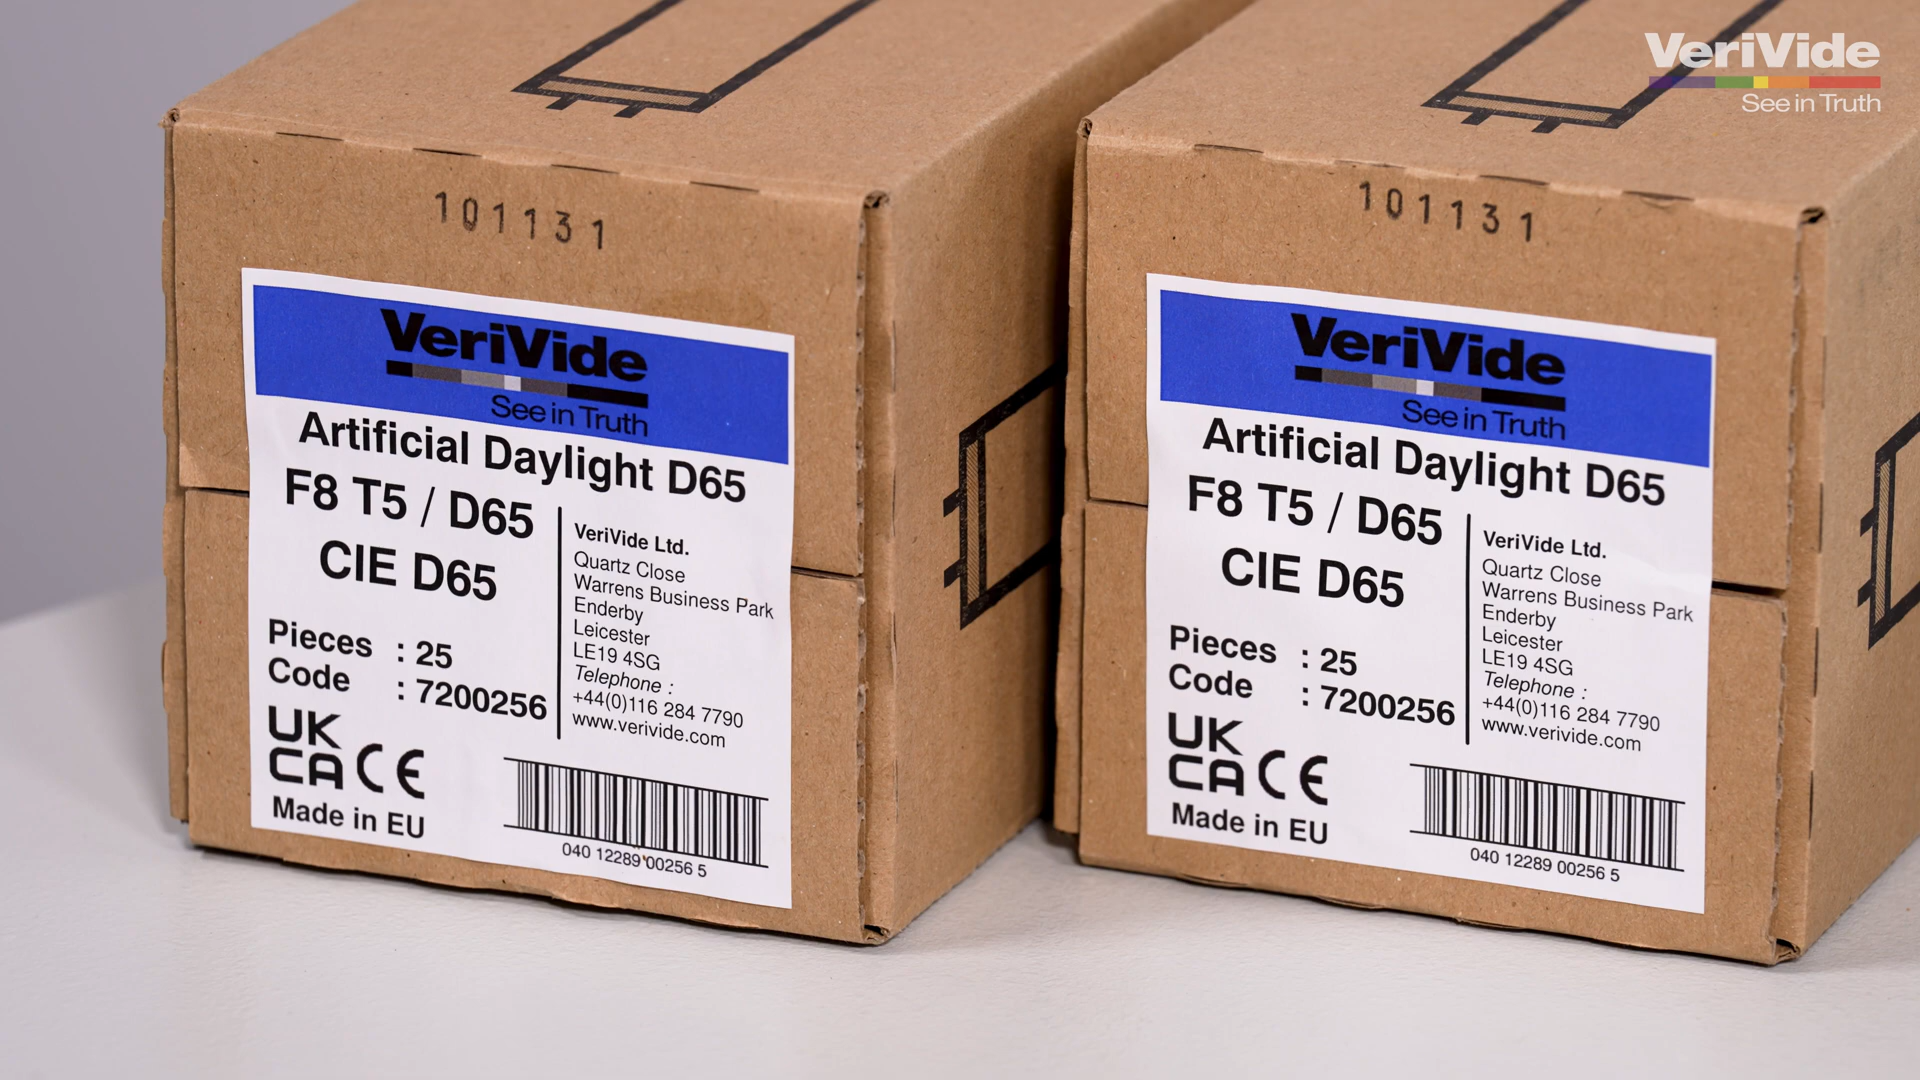 VeriVide
See in Truth
101131
VeriVide
See in Truth
Artificial Daylight D65
F8 T5 / D65
CIE D65
Pieces : 25
Code : 7200256
VeriVide Ltd.
Quartz Close
Warrens Business Park
Enderby
Leicester
LE19 4SG
Telephone :
+44(0)116 284 7790
www.verivide.com
UK
CA CE
Made in EU
040 12289 00256 5
101131
VeriVide
See in Truth
Artificial Daylight D65
F8 T5 / D65
CIE D65
Pieces : 25
Code : 7200256
VeriVide Ltd.
Quartz Close
Warrens Business Park
Enderby
Leicester
LE19 4SG
Telephone :
+44(0)116 284 7790
www.verivide.com
UK
CA CE
Made in EU
040 12289 00256 5